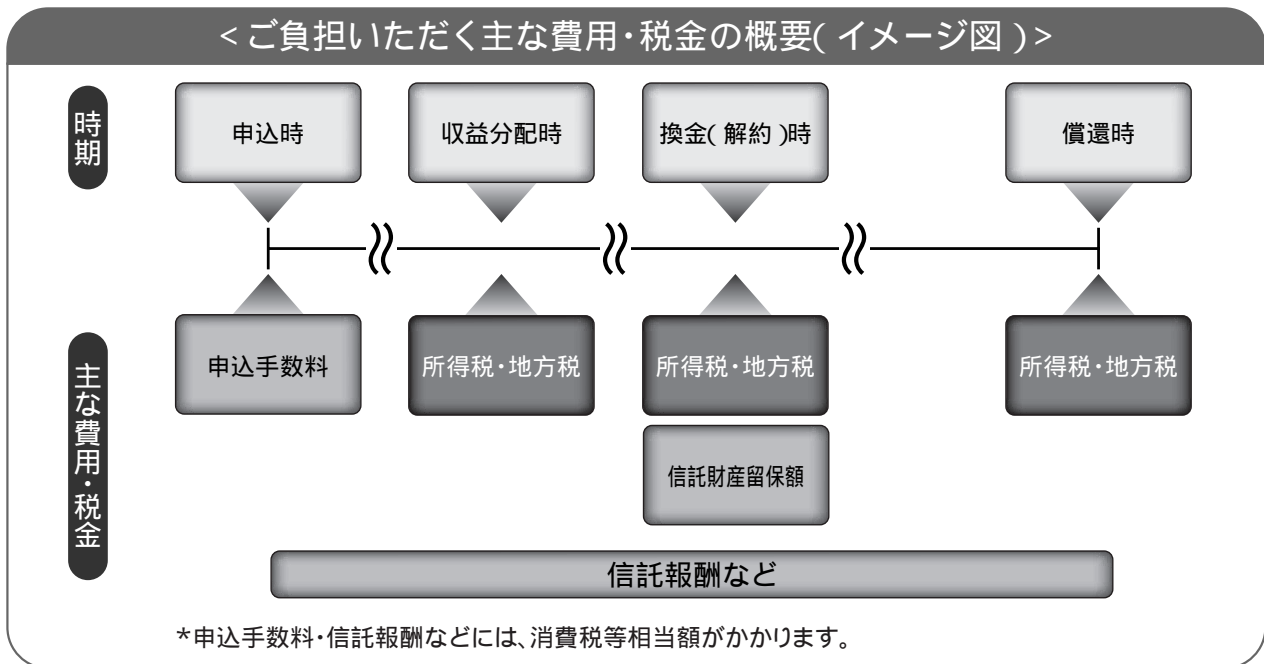 <ご負担いただく主な費用・税金の概要(イメージ図)>
時期
申込時
収益分配時
換金(解約)時
償還時
主な費用・税金
申込手数料
所得税・地方税
所得税・地方税
所得税・地方税
信託財産留保額
信託報酬など
*申込手数料・信託報酬などには、消費税等相当額がかかります。